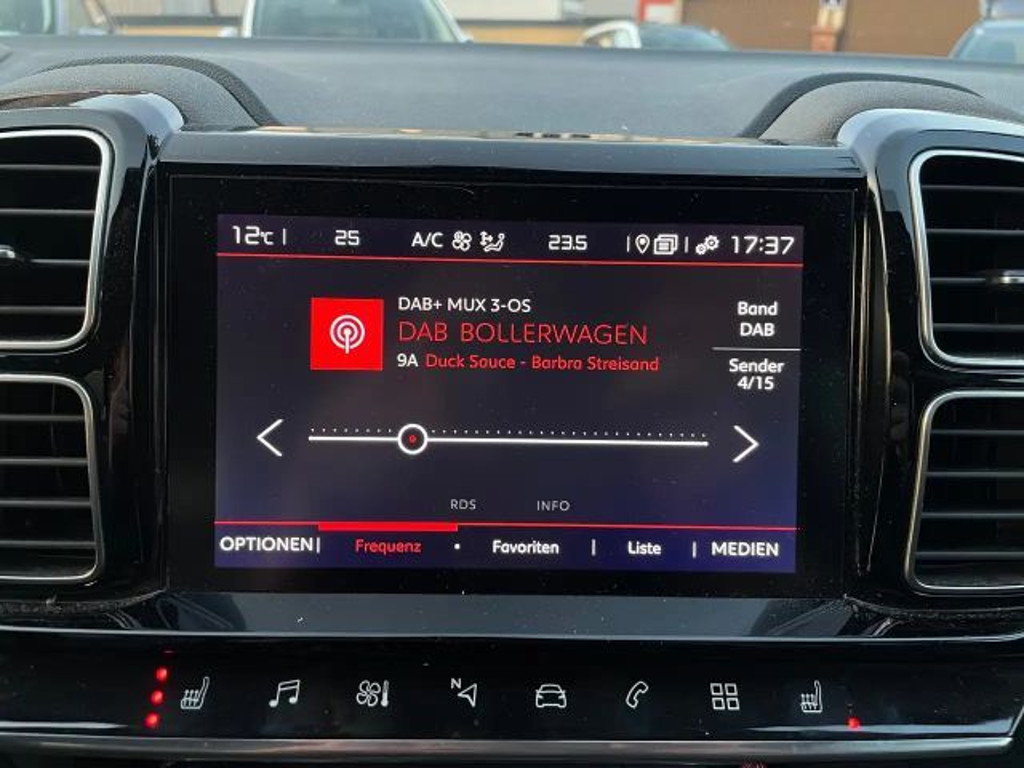 12°C | 25 A/C 23.5 17:37
DAB+ MUX 3-OS
DAB BOLLERWAGEN
9A Duck Sauce - Barbra Streisand
Band
DAB
Sender
4/15
RDS INFO
OPTIONEN | Frequenz • Favoriten | Liste | MEDIEN
N